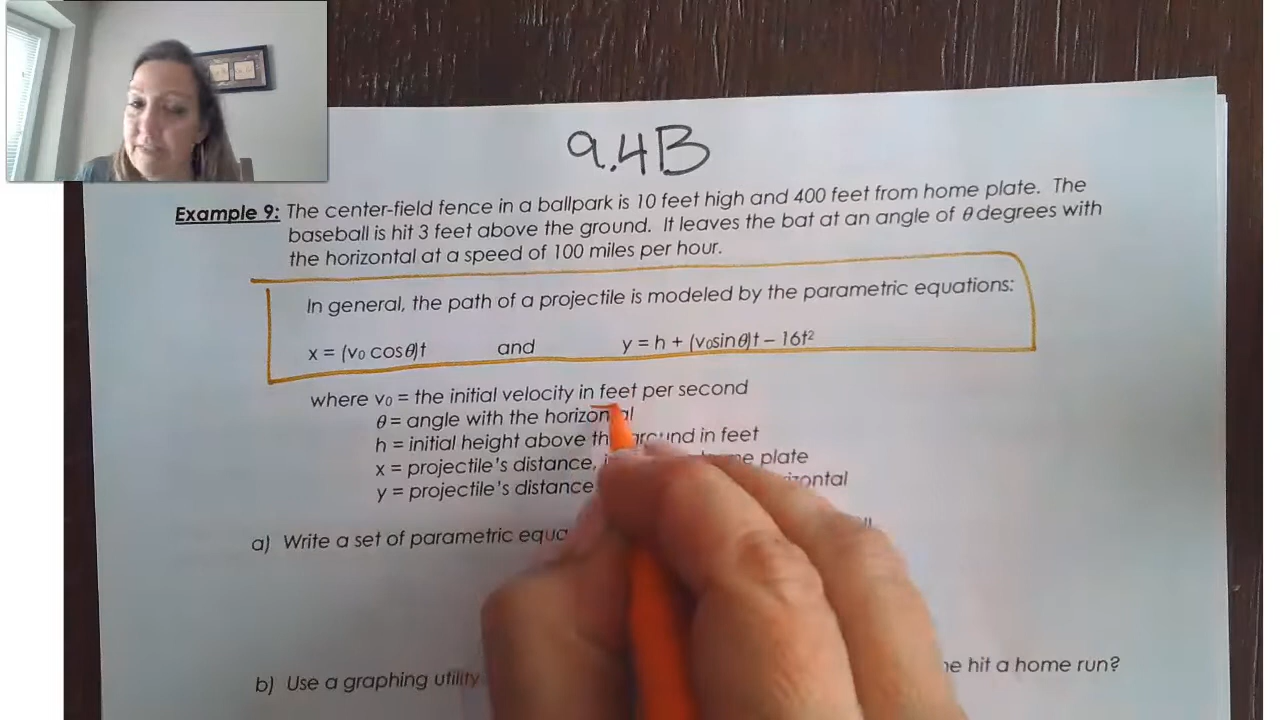 9.4B
Example 9: The center-field fence in a ballpark is 10 feet high and 400 feet from home plate. The
baseball is hit 3 feet above the ground. It leaves the bat at an angle of θ degrees with
the horizontal at a speed of 100 miles per hour.
In general, the path of a projectile is modeled by the parametric equations:
x = (v₀ cosθ)t and y = h + (v₀sinθ)t – 16t²
where v₀ = the initial velocity in feet per second
θ = angle with the horizontal
h = initial height above the ground in feet
x = projectile's distance, plate
y = projectile's distance
a) Write a set of parametric
b) Use a graphing utility hit a home run?